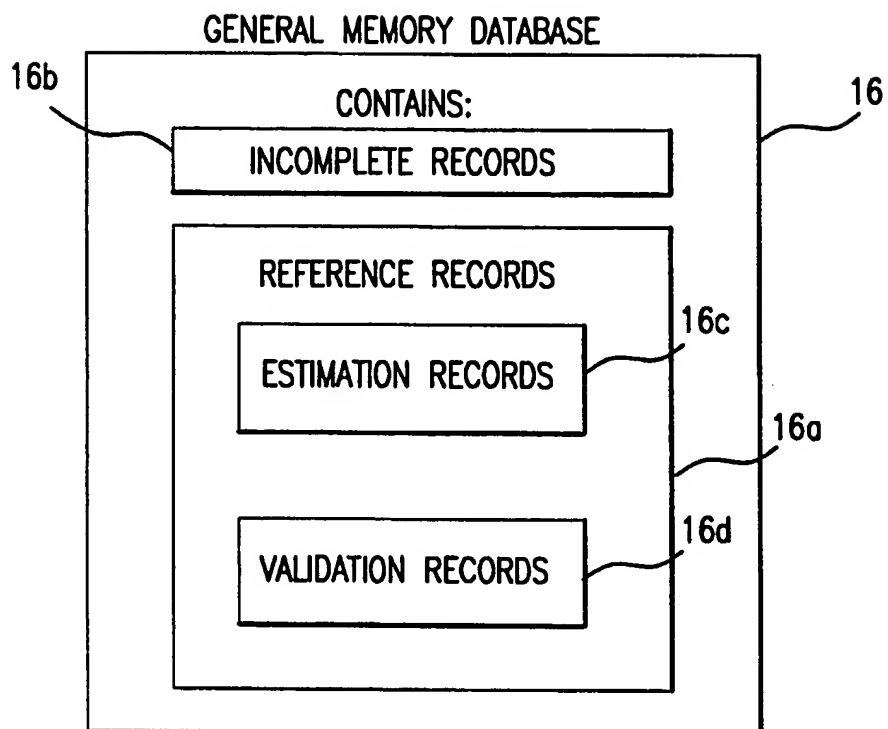 GENERAL MEMORY DATABASE
16b
16
CONTAINS:
INCOMPLETE RECORDS
REFERENCE RECORDS
16c
ESTIMATION RECORDS
16a
16d
VALIDATION RECORDS